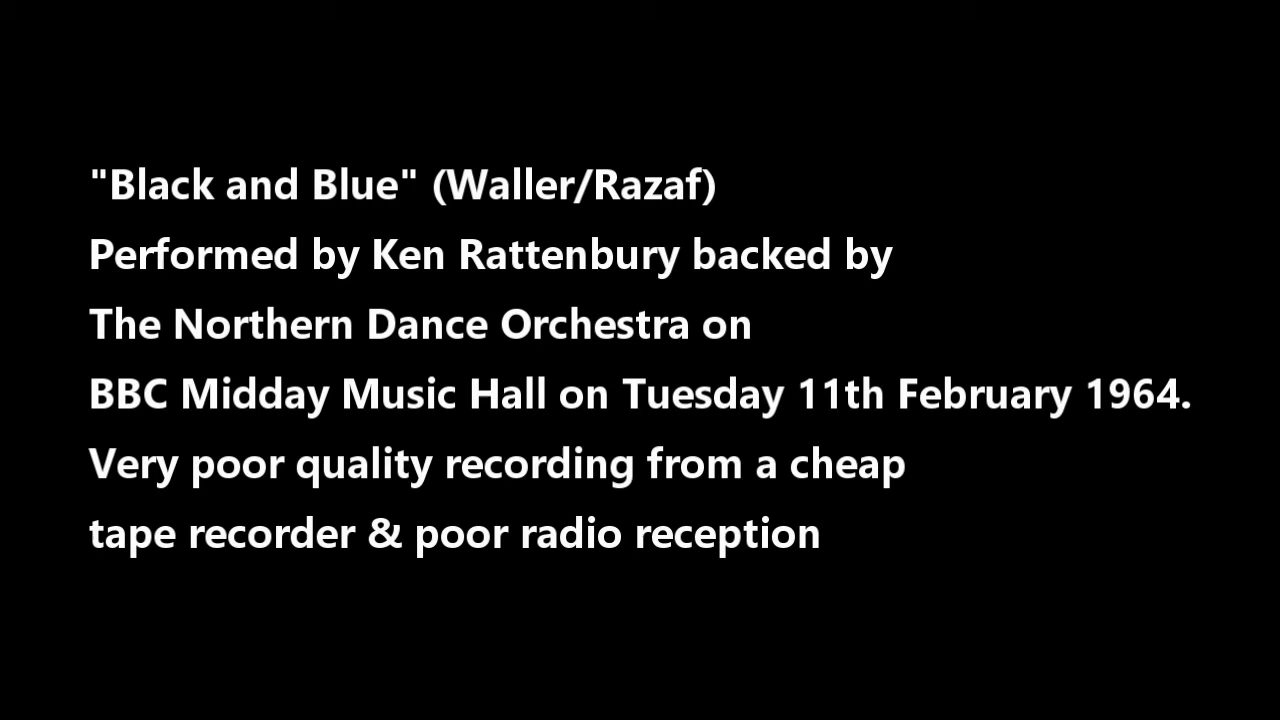 "Black and Blue" (Waller/Razaf)
Performed by Ken Rattenbury backed by
The Northern Dance Orchestra on
BBC Midday Music Hall on Tuesday 11th February 1964.
Very poor quality recording from a cheap
tape recorder & poor radio reception